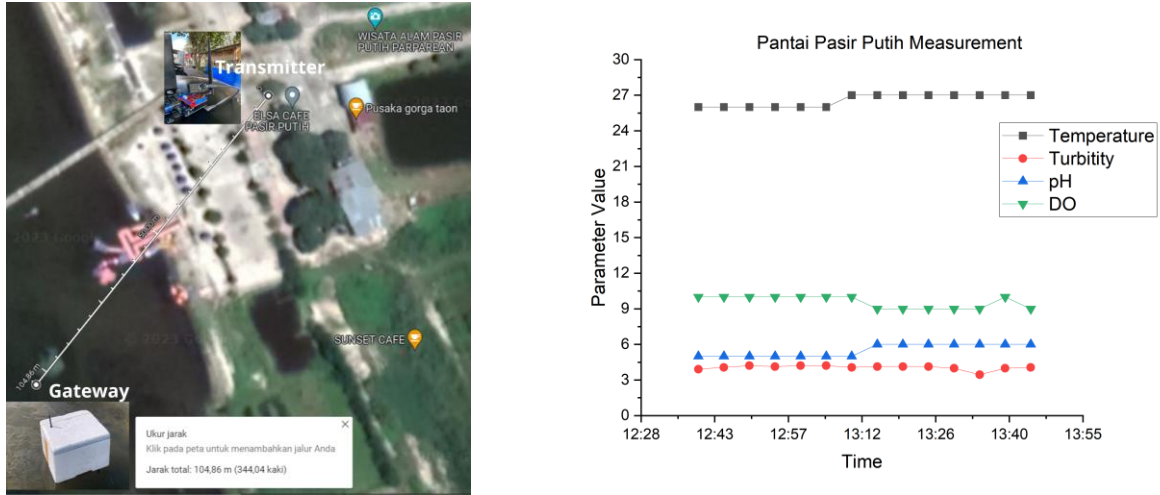 WISATA ALAM PASIR
PUTIH PARPAREAN
Transmitter
Pusaka gorga taon
ELSA CAFE
PASIR PUTIH
2023 Google
© 2023
SUNSET CAFE
104,86 m
Gateway
Ukur jarak
Klik pada peta untuk menambahkan jalur Anda
Jarak total: 104,86 m (344,04 kaki)
Pantai Pasir Putih Measurement
Parameter Value
30
27
24
21
18
15
12
9
6
3
0
12:28
12:43
12:57
13:12
13:26
13:40
13:55
Time
Temperature
Turbitity
pH
DO